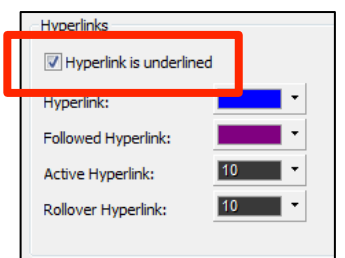 Hyperlinks
Hyperlink is underlined
Hyperlink:
Followed Hyperlink:
Active Hyperlink: 10
Rollover Hyperlink: 10